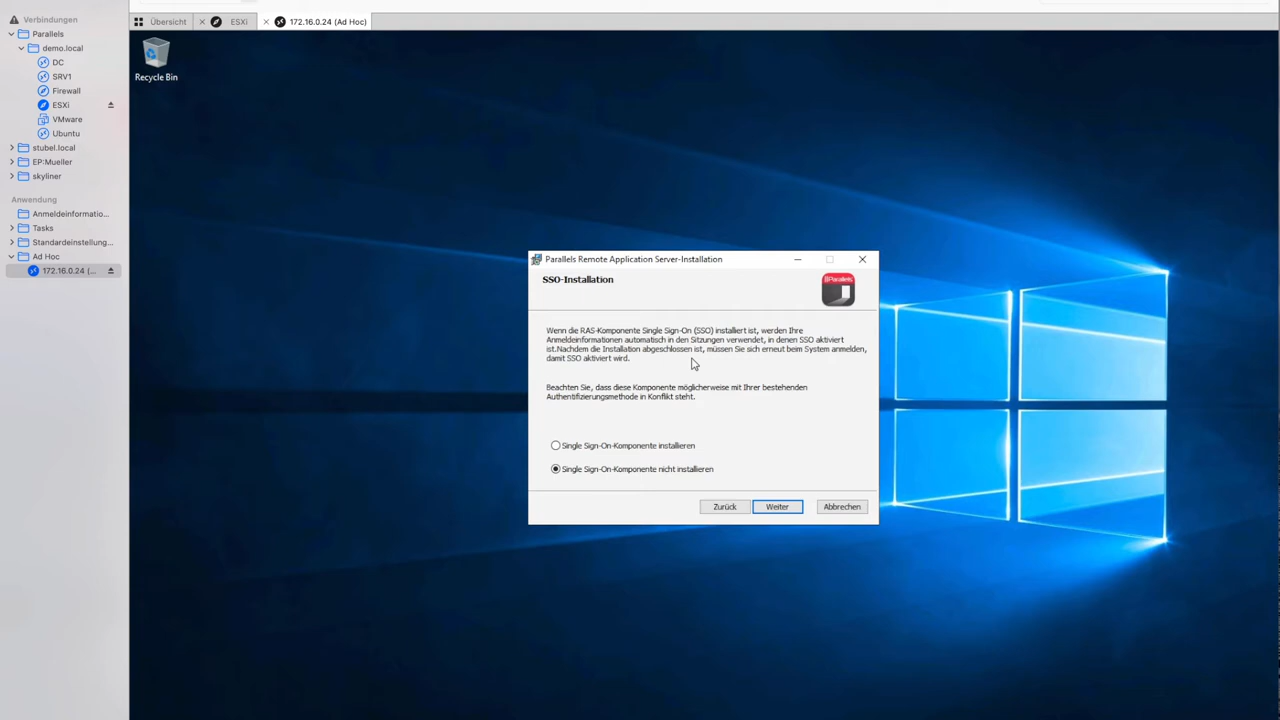 Verbindungen
Parallels
demo.local
DC
SRV1
Firewall
ESXi
VMware
Ubuntu
stubel.local
EP:Mueller
skyliner
Anwendung
Anmeldeinformatio...
Tasks
Standardeinstellung...
Ad Hoc
172.16.0.24 (...
Übersicht
ESXi
172.16.0.24 (Ad Hoc)
Recycle Bin
Parallels Remote Application Server-Installation
SSO-Installation
Parallels
Wenn die RAS-Komponente Single Sign-On (SSO) installiert ist, werden Ihre
Anmeldeinformationen automatisch in den Sitzungen verwendet, in denen SSO aktiviert
ist.Nachdem die Installation abgeschlossen ist, müssen Sie sich erneut beim System anmelden,
damit SSO aktiviert wird.
Beachten Sie, dass diese Komponente möglicherweise mit Ihrer bestehenden
Authentifizierungsmethode in Konflikt steht.
Single Sign-On-Komponente installieren
Single Sign-On-Komponente nicht installieren
Zurück
Weiter
Abbrechen